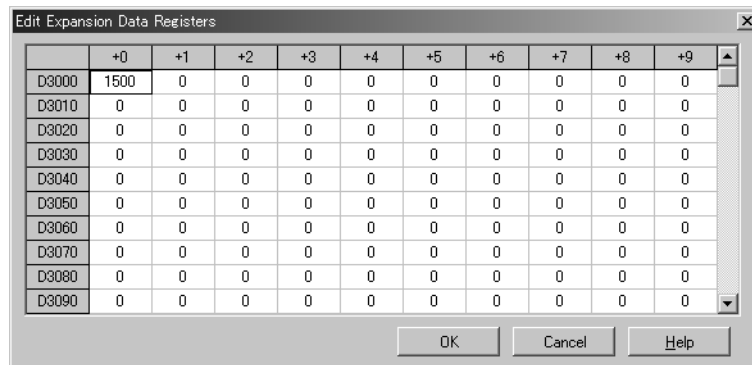 Edit Expansion Data Registers
+0 +1 +2 +3 +4 +5 +6 +7 +8 +9
D3000 1500 0 0 0 0 0 0 0 0 0
D3010 0 0 0 0 0 0 0 0 0 0
D3020 0 0 0 0 0 0 0 0 0 0
D3030 0 0 0 0 0 0 0 0 0 0
D3040 0 0 0 0 0 0 0 0 0 0
D3050 0 0 0 0 0 0 0 0 0 0
D3060 0 0 0 0 0 0 0 0 0 0
D3070 0 0 0 0 0 0 0 0 0 0
D3080 0 0 0 0 0 0 0 0 0 0
D3090 0 0 0 0 0 0 0 0 0 0
OK Cancel Help